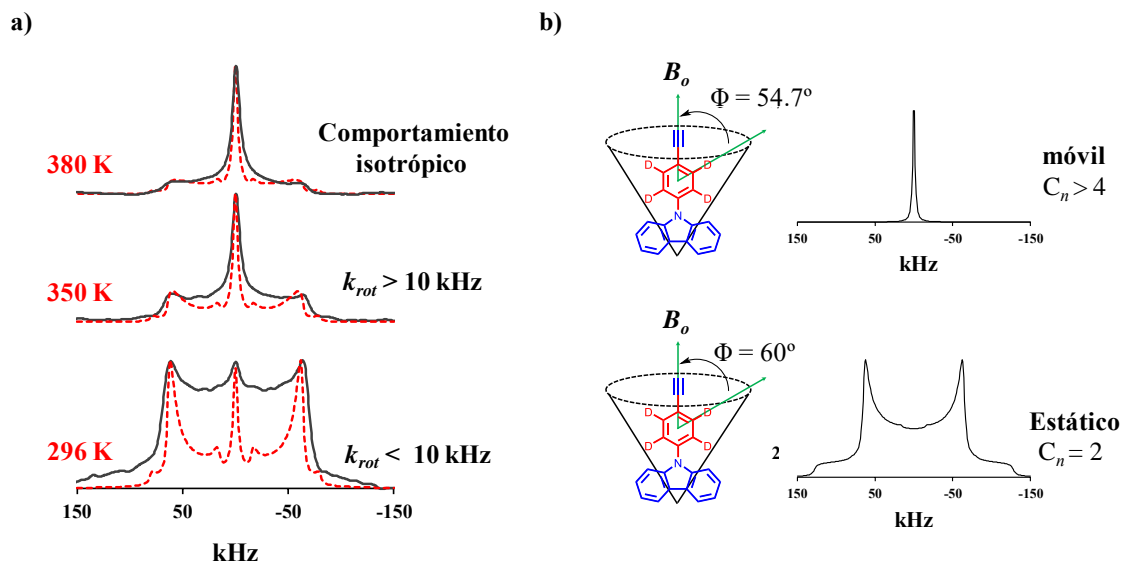 a)
380 K
Comportamiento
isotrópico
350 K
k_rot > 10 kHz
296 K
k_rot < 10 kHz
150 50 -50 -150
kHz
b)
B_o
Φ = 54.7º
D D
D D
N
móvil
C_n > 4
150 50 -50 -150
kHz
B_o
Φ = 60º
D D
D D
N
2
Estático
C_n = 2
150 50 -50 -150
kHz